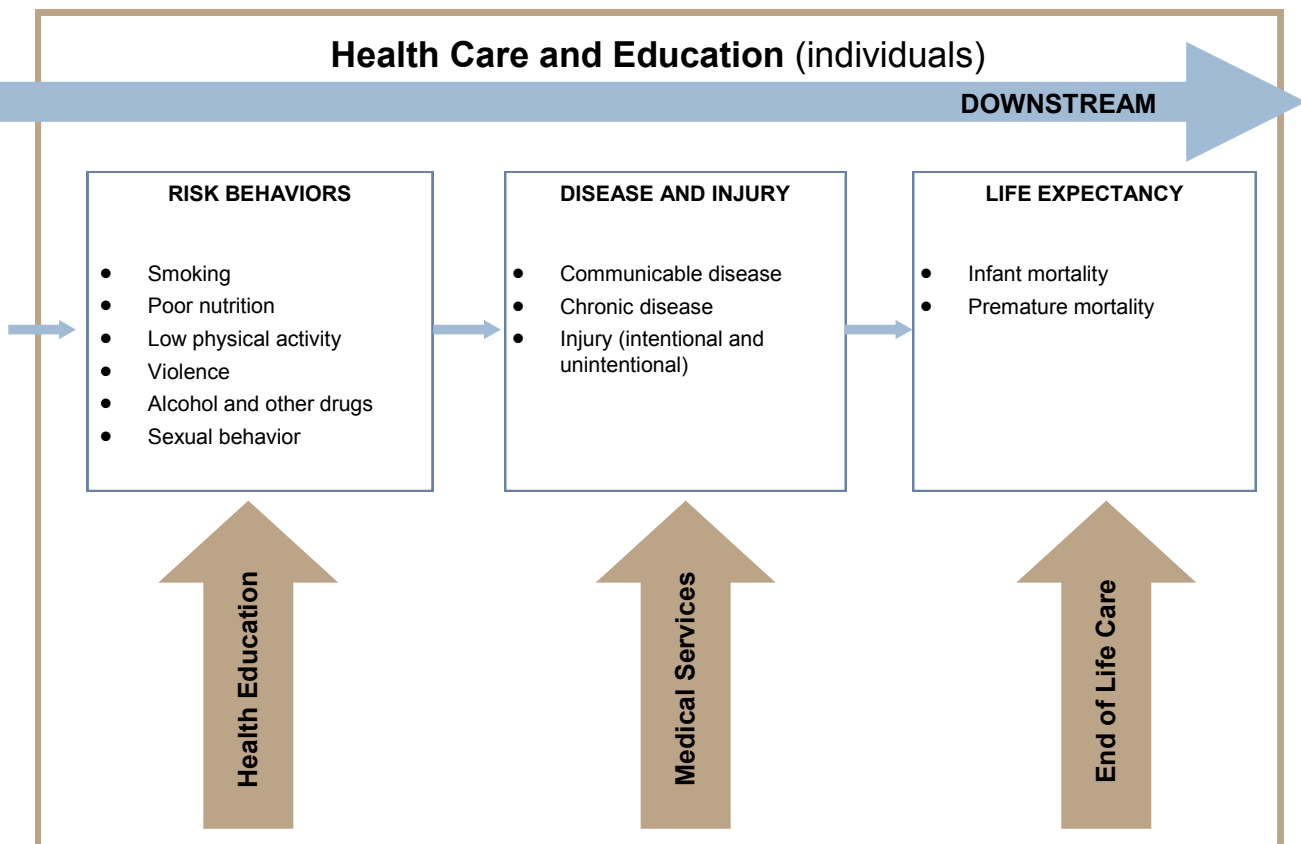 Health Care and Education (individuals)
DOWNSTREAM
RISK BEHAVIORS
• Smoking
• Poor nutrition
• Low physical activity
• Violence
• Alcohol and other drugs
• Sexual behavior
DISEASE AND INJURY
• Communicable disease
• Chronic disease
• Injury (intentional and
unintentional)
LIFE EXPECTANCY
• Infant mortality
• Premature mortality
Health Education
Medical Services
End of Life Care